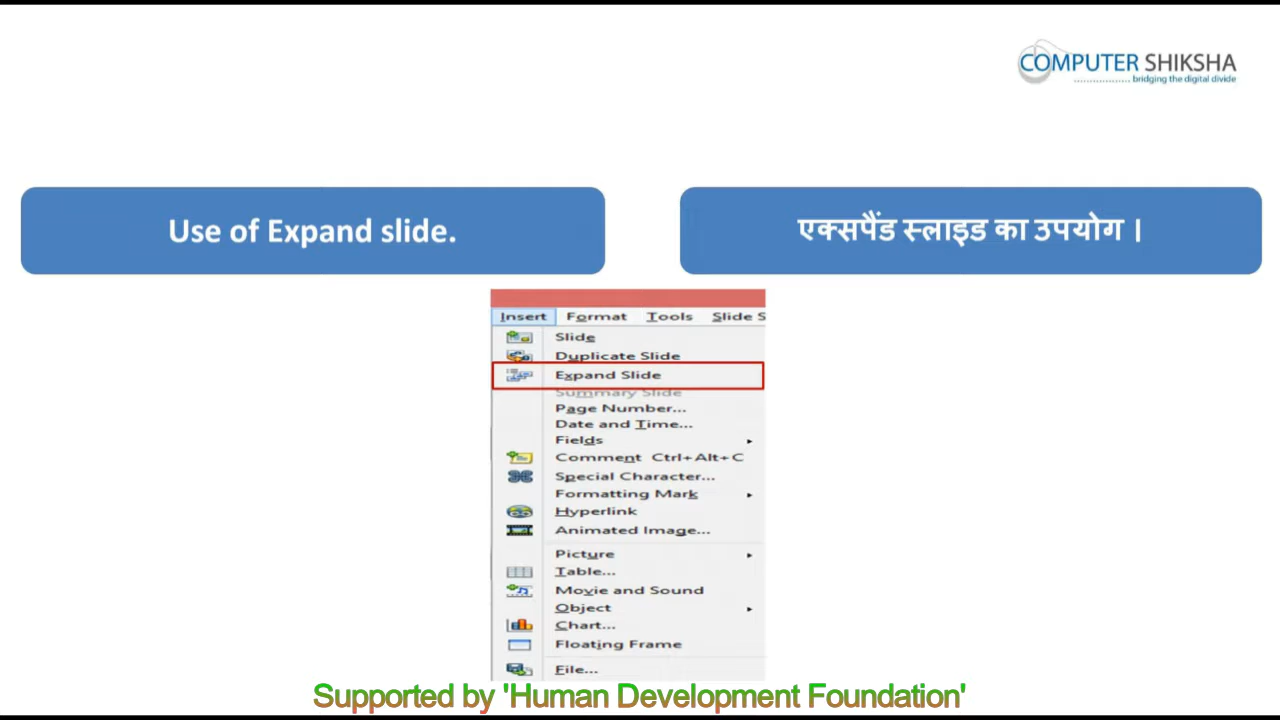 COMPUTER SHIKSHA
bridging the digital divide
Use of Expand slide.
एक्सपैंड स्लाइड का उपयोग ।
Insert Format Tools Slide S
Slide
Duplicate Slide
Expand Slide
Summary Slide
Page Number...
Date and Time...
Fields
Comment Ctrl+Alt+C
Special Character...
Formatting Mark
Hyperlink
Animated Image...
Picture
Table...
Movie and Sound
Object
Chart...
Floating Frame
File...
Supported by 'Human Development Foundation'